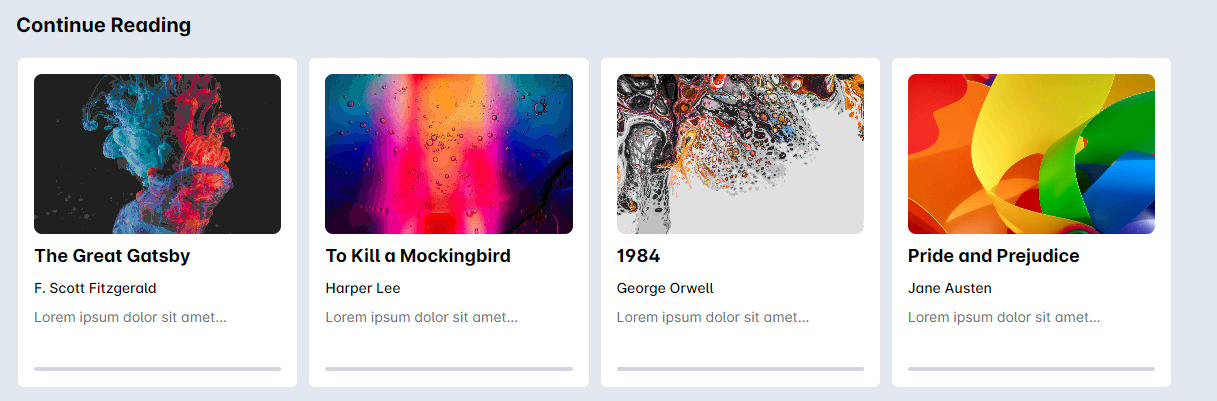 Continue Reading
The Great Gatsby
F. Scott Fitzgerald
Lorem ipsum dolor sit amet...
To Kill a Mockingbird
Harper Lee
Lorem ipsum dolor sit amet...
1984
George Orwell
Lorem ipsum dolor sit amet...
Pride and Prejudice
Jane Austen
Lorem ipsum dolor sit amet...